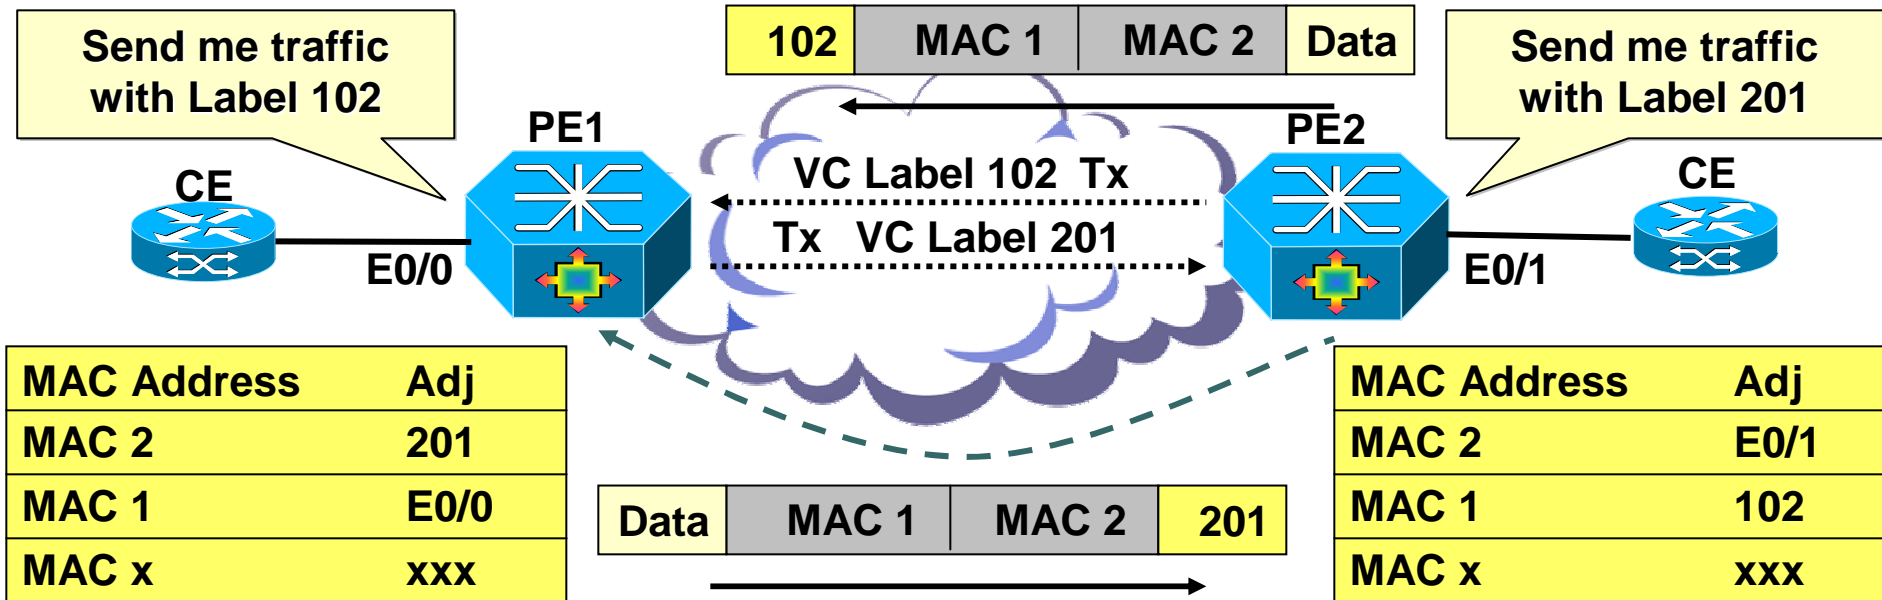 Send me traffic
with Label 102
102 MAC 1 MAC 2 Data
Send me traffic
with Label 201
PE1
PE2
CE
CE
VC Label 102 Tx
Tx VC Label 201
E0/0
E0/1
MAC Address Adj
MAC 2 201
MAC 1 E0/0
MAC x xxx
Data MAC 1 MAC 2 201
MAC Address Adj
MAC 2 E0/1
MAC 1 102
MAC x xxx